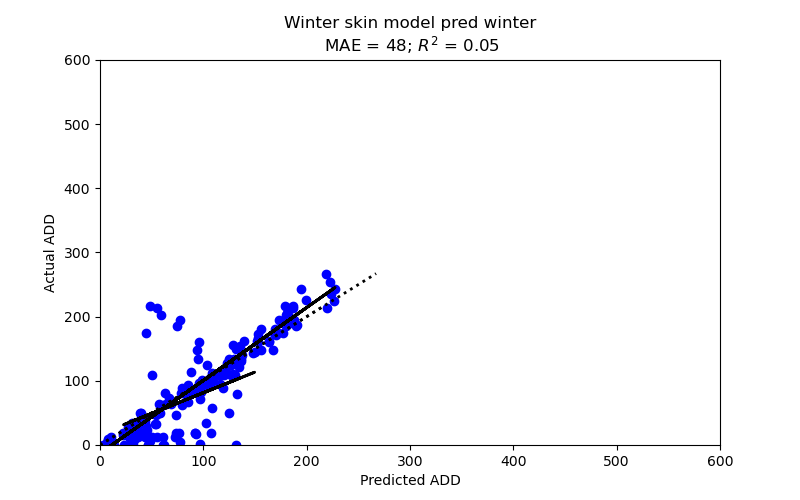 Winter skin model pred winter
MAE = 48; $R^2$ = 0.05
600
500
400
300
200
100
0
Actual ADD
0 100 200 300 400 500 600
Predicted ADD